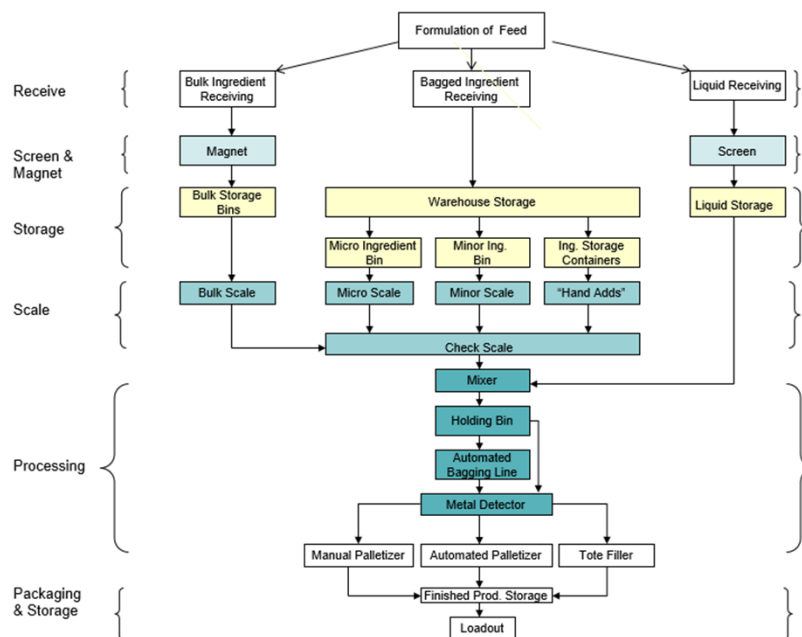 Formulation of Feed
Receive
Bulk Ingredient
Receiving
Bagged Ingredient
Receiving
Liquid Receiving
Screen &
Magnet
Magnet
Screen
Storage
Bulk Storage
Bins
Warehouse Storage
Liquid Storage
Micro Ingredient
Bin
Minor Ing.
Bin
Ing. Storage
Containers
Scale
Bulk Scale
Micro Scale
Minor Scale
“Hand Adds”
Check Scale
Processing
Mixer
Holding Bin
Automated
Bagging Line
Metal Detector
Manual Palletizer
Automated Palletizer
Tote Filler
Packaging
& Storage
Finished Prod. Storage
Loadout